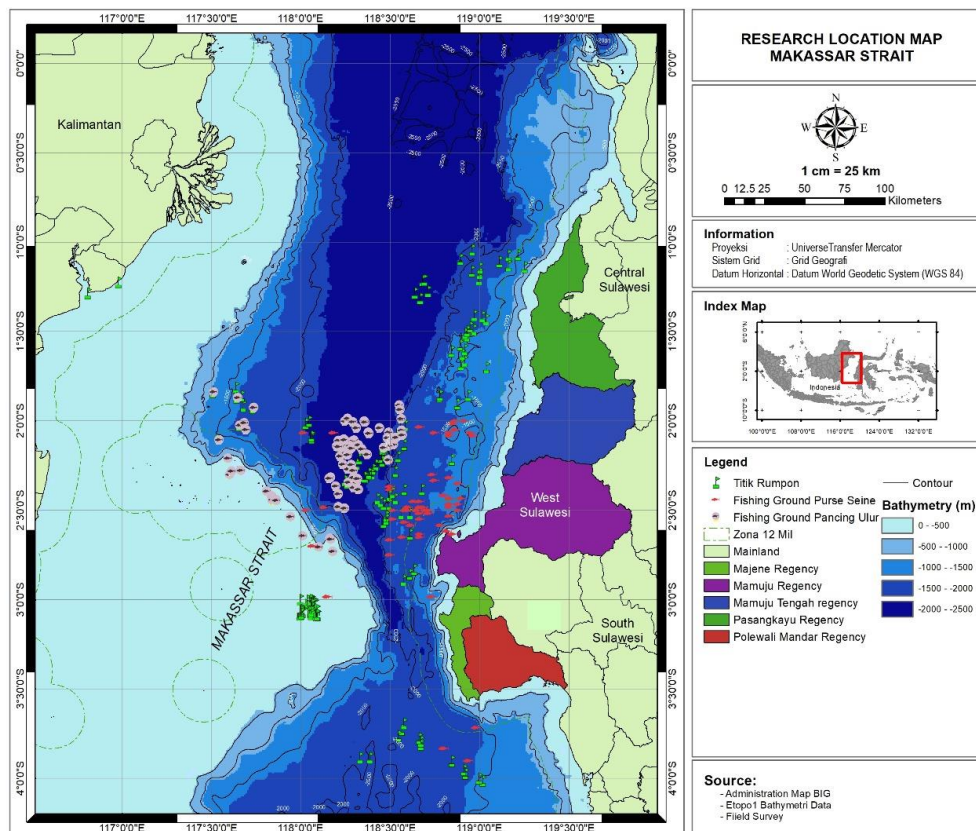 117°0'0"E
117°30'0"E
118°0'0"E
118°30'0"E
119°0'0"E
119°30'0"E
0°0'0"
0°30'0"S
1°0'0"S
1°30'0"S
2°0'0"S
2°30'0"S
3°0'0"S
3°30'0"S
4°0'0"S
Kalimantan
Central
Sulawesi
West
Sulawesi
South
Sulawesi
MAKASSAR STRAIT
0°0'0"
0°30'0"S
1°0'0"S
1°30'0"S
2°0'0"S
2°30'0"S
3°0'0"S
3°30'0"S
4°0'0"S
117°0'0"E
117°30'0"E
118°0'0"E
118°30'0"E
119°0'0"E
119°30'0"E
RESEARCH LOCATION MAP
MAKASSAR STRAIT
N
W E
S
1 cm = 25 km
0 12.5 25 50 75 100
Kilometers
Information
Proyeksi : UniverseTransfer Mercator
Sistem Grid : Grid Geografi
Datum Horizontal : Datum World Geodetic System (WGS 84)
Index Map
Indonesia
100°0'0"E 108°0'0"E 116°0'0"E 124°0'0"E 132°0'0"E
Legend
Titik Rumpon
Fishing Ground Purse Seine
Fishing Ground Pancing Ulur
Zona 12 Mil
Mainland
Majene Regency
Mamuju Regency
Mamuju Tengah regency
Pasangkayu Regency
Polewali Mandar Regency
Contour
Bathymetry (m)
0 - -500
-500 - -1000
-1000 - -1500
-1500 - -2000
-2000 - -2500
Source:
- Administration Map BIG
- Etopo1 Bathymetri Data
- Fiield Survey